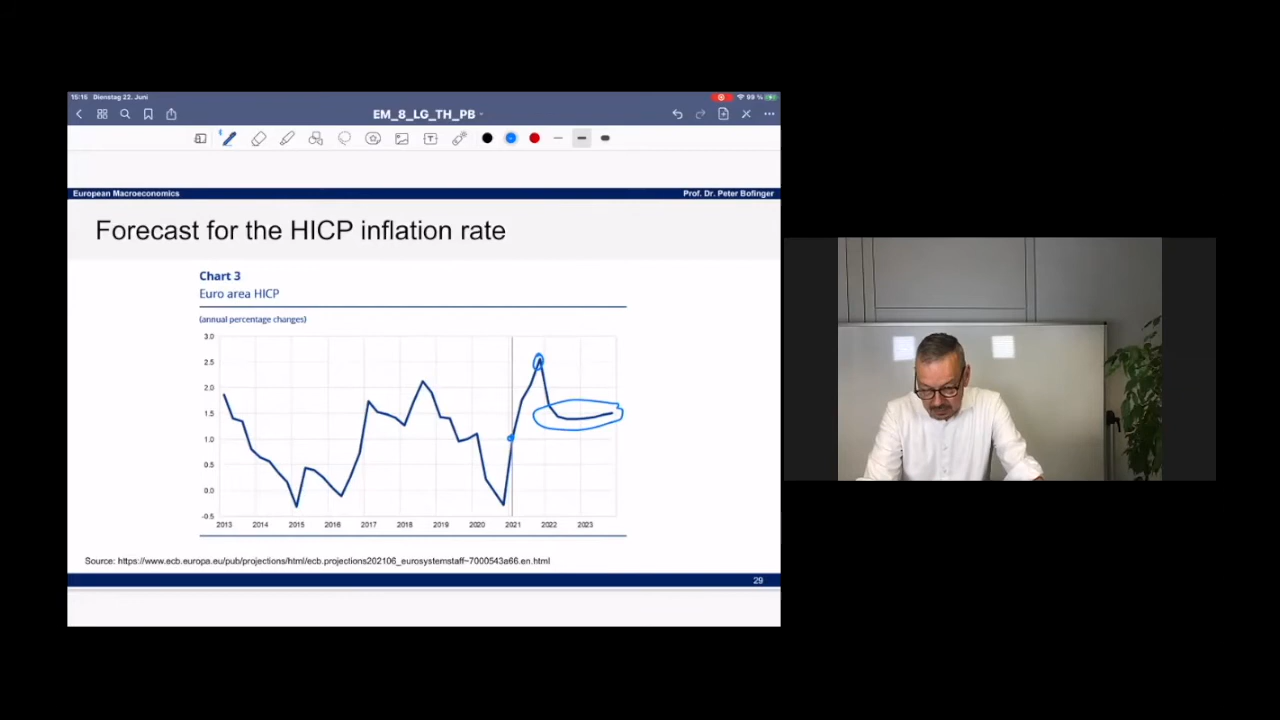 15:15 Dienstag 22. Juni
99 %
EM_8_LG_TH_PB
European Macroeconomics
Prof. Dr. Peter Bofinger
Forecast for the HICP inflation rate
Chart 3
Euro area HICP
(annual percentage changes)
3.0
2.5
2.0
1.5
1.0
0.5
0.0
-0.5
2013 2014 2015 2016 2017 2018 2019 2020 2021 2022 2023
Source: https://www.ecb.europa.eu/pub/projections/html/ecb.projections202106_eurosystemstaff~7000543a66.en.html
29